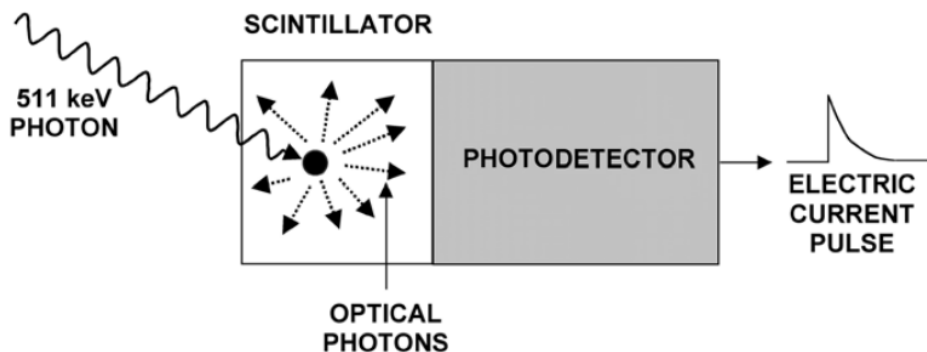 SCINTILLATOR
511 keV
PHOTON
PHOTODETECTOR
ELECTRIC
CURRENT
PULSE
OPTICAL
PHOTONS